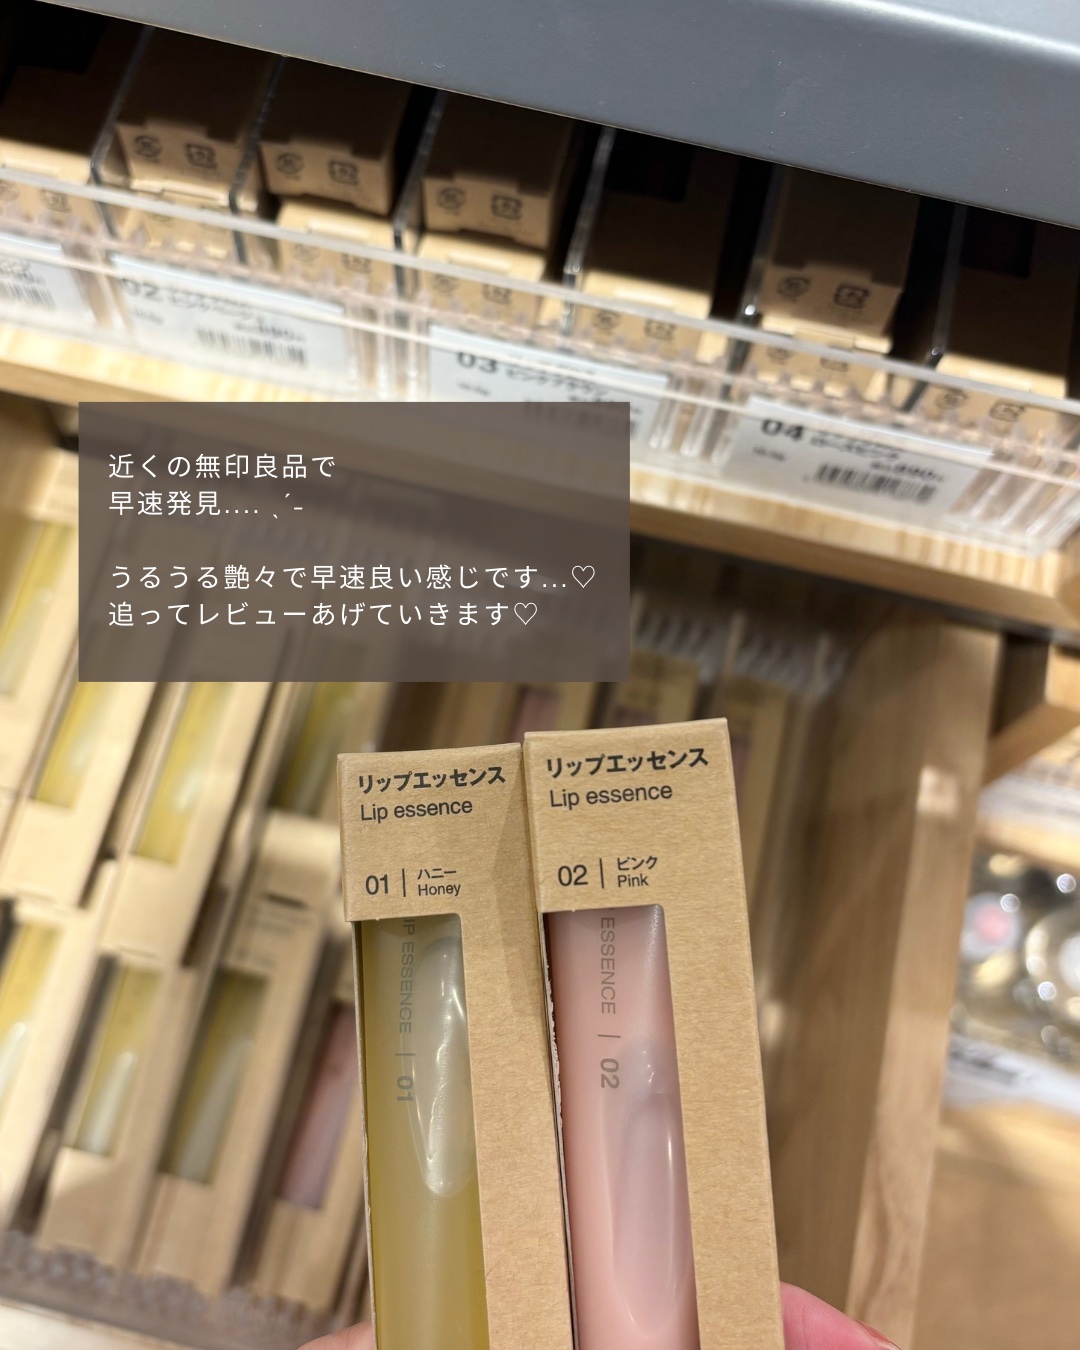 02
03
04
近くの無印良品で
早速発見.... ˎˊ˗
うるうる艶々で早速良い感じです...♡
追ってレビューあげていきます♡
リップエッセンス
Lip essence
01 | ハニー
Honey
リップエッセンス
Lip essence
02 | ピンク
Pink
IP ESSENCE | 01
ESSENCE | 02